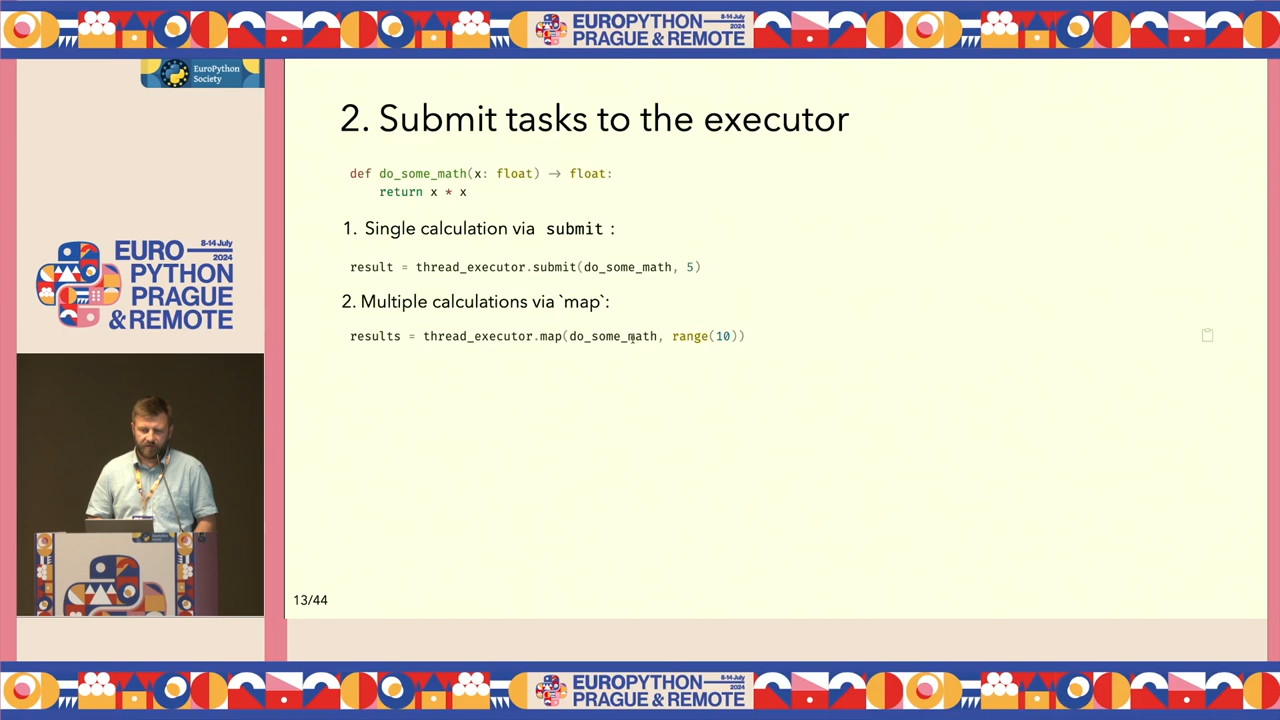 EUROPYTHON
PRAGUE & REMOTE
8-14 July
2024
EuroPython
Society
2. Submit tasks to the executor
def do_some_math(x: float) → float:
return x * x
1. Single calculation via submit :
result = thread_executor.submit(do_some_math, 5)
2. Multiple calculations via `map`:
results = thread_executor.map(do_some_math, range(10))
EURO
8-14 July
2024
PYTHON
PRAGUE
& REMOTE
13/44
EUROPYTHON
PRAGUE & REMOTE
8-14 July
2024